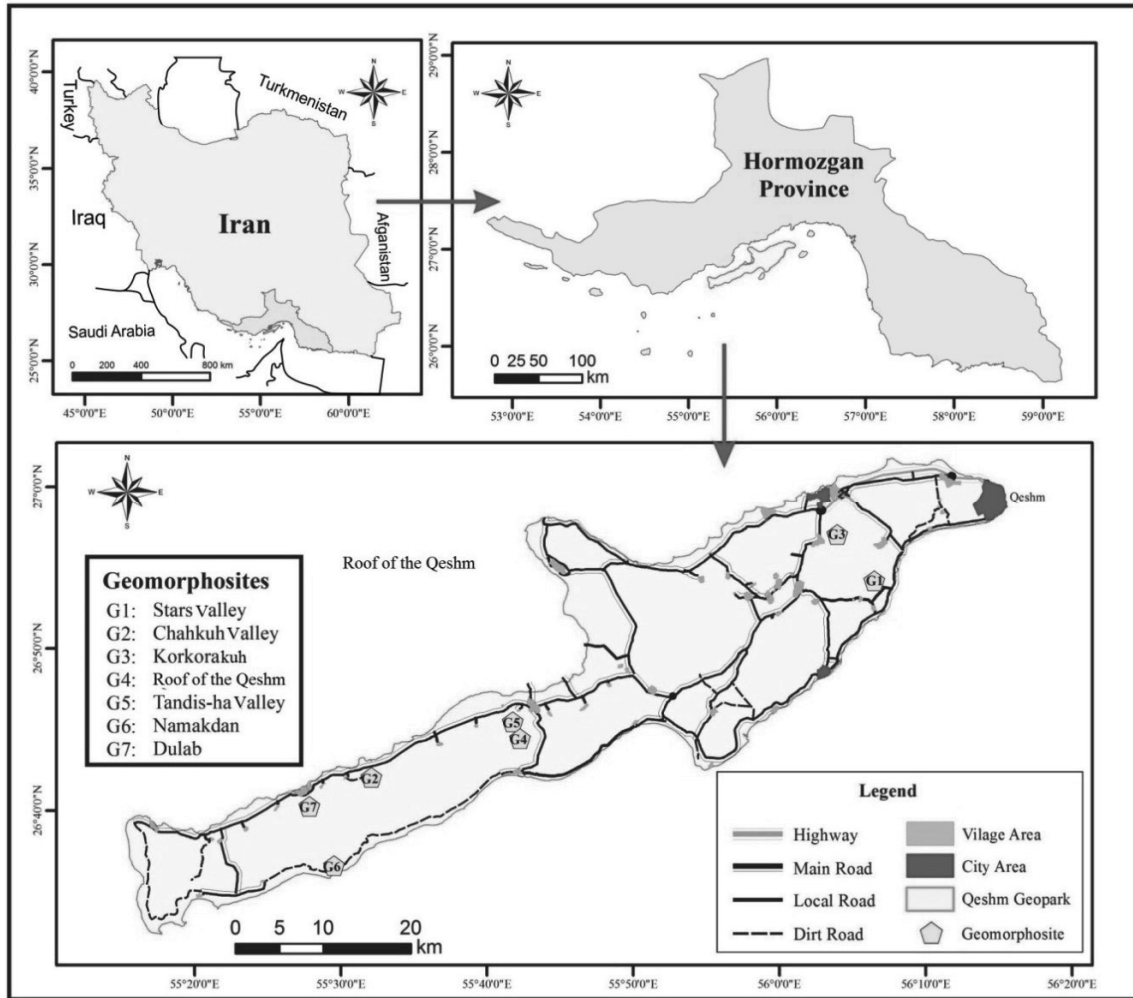 N
W E
S
40°0'0"N
35°0'0"N
30°0'0"N
25°0'0"N
Turkey
Turkmenistan
Iraq
Iran
Afganistan
Saudi Arabia
0 200 400 800 km
45°0'0"E 50°0'0"E 55°0'0"E 60°0'0"E
N
W E
S
29°0'0"N
28°0'0"N
27°0'0"N
26°0'0"N
Hormozgan
Province
0 25 50 100
km
53°0'0"E 54°0'0"E 55°0'0"E 56°0'0"E 57°0'0"E 58°0'0"E 59°0'0"E
N
W E
S
27°0'0"N
26°50'0"N
26°40'0"N
Roof of the Qeshm
Qeshm
G3
G1
G5
G4
G2
G7
G6
Geomorphosites
G1: Stars Valley
G2: Chahkuh Valley
G3: Korkorakuh
G4: Roof of the Qeshm
G5: Tandis-ha Valley
G6: Namakdan
G7: Dulab
0 5 10 20
km
Legend
Highway
Main Road
Local Road
Dirt Road
Vilage Area
City Area
Qeshm Geopark
Geomorphosite
55°20'0"E 55°30'0"E 55°40'0"E 55°50'0"E 56°0'0"E 56°10'0"E 56°20'0"E